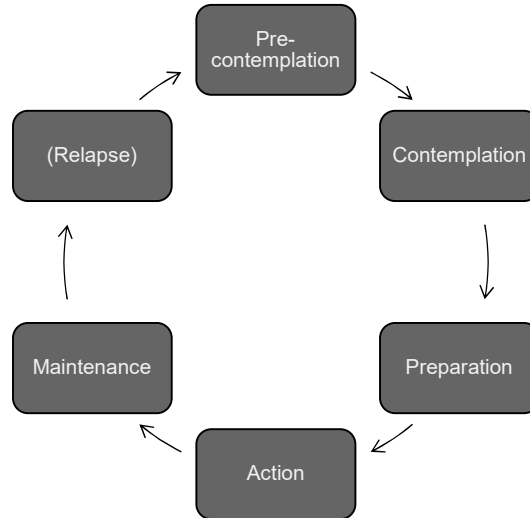 Pre-
contemplation
Contemplation
Preparation
Action
Maintenance
(Relapse)